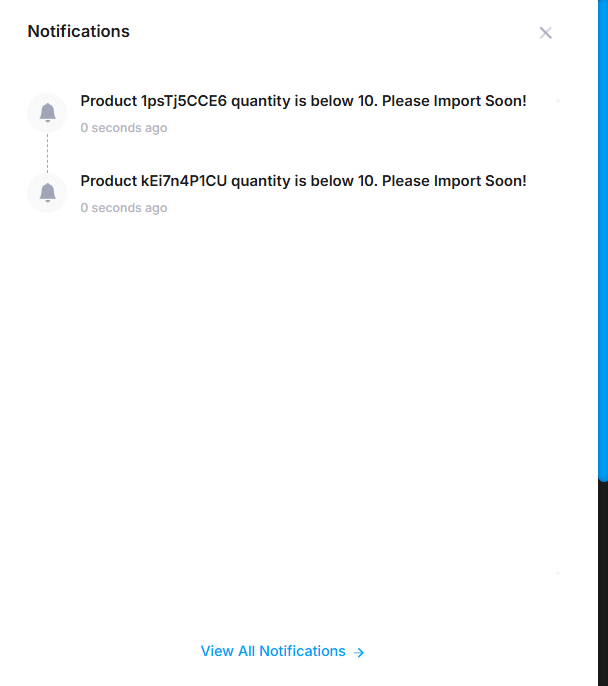 Notifications
Product 1psTj5CCE6 quantity is below 10. Please Import Soon!
0 seconds ago
Product kEi7n4P1CU quantity is below 10. Please Import Soon!
0 seconds ago
View All Notifications